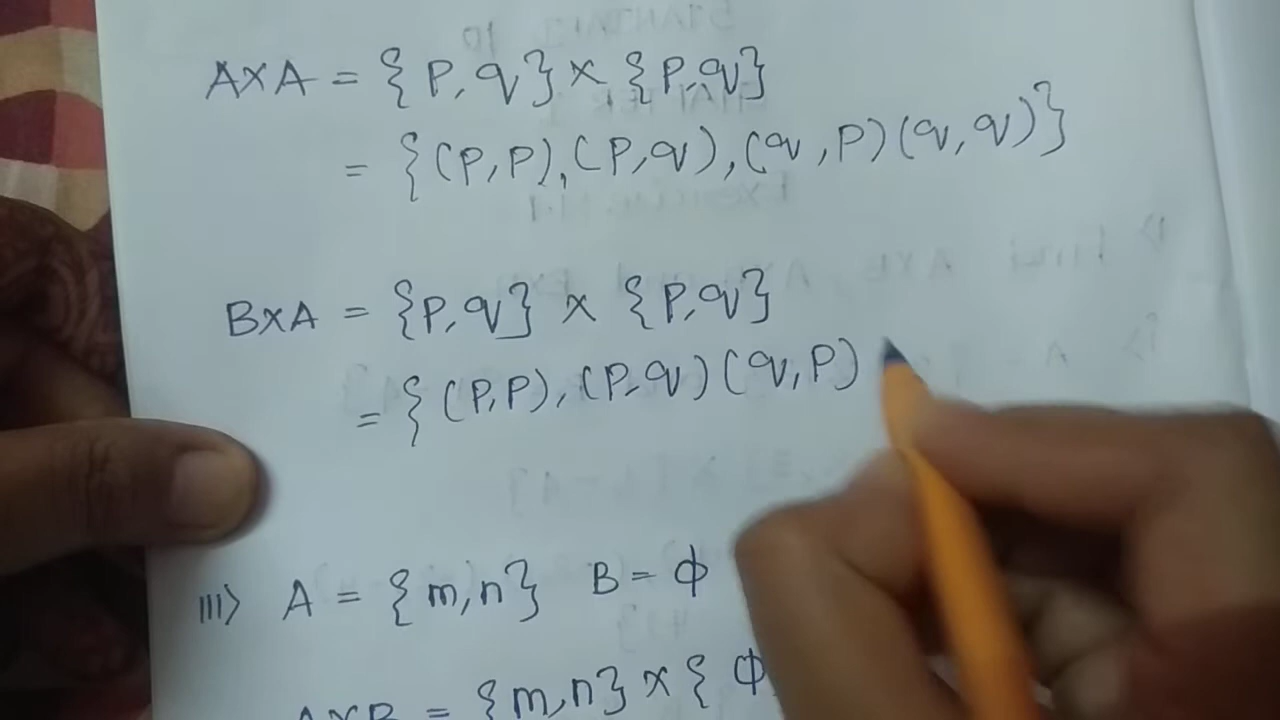 A×A = {P,q} × {P,q}
= {(P,P),(P,q),(q,P)(q,q)}
B×A = {P,q} × {P,q}
= {(P,P),(P,q)(q,P)
III) A = {m,n} B = Φ
A×B = {m,n} × { Φ